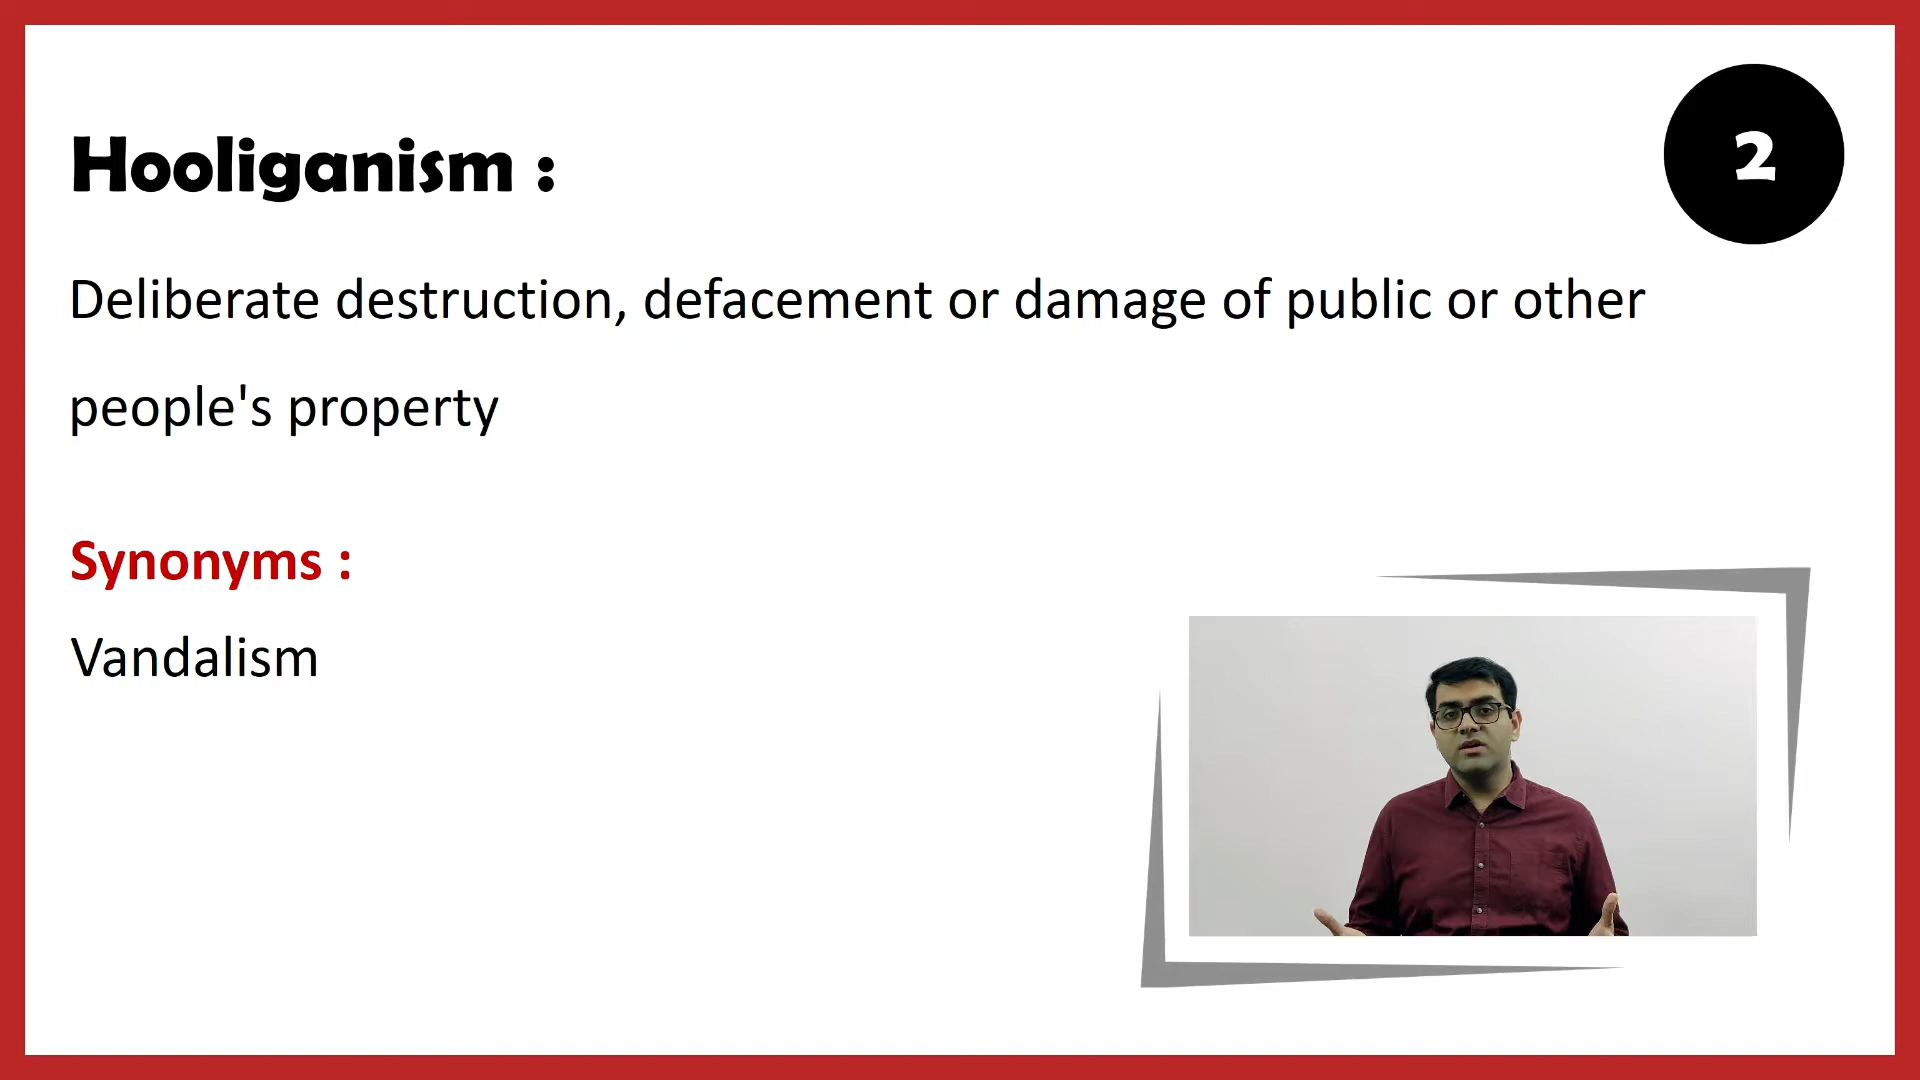 Hooliganism :
2
Deliberate destruction, defacement or damage of public or other
people's property
Synonyms :
Vandalism